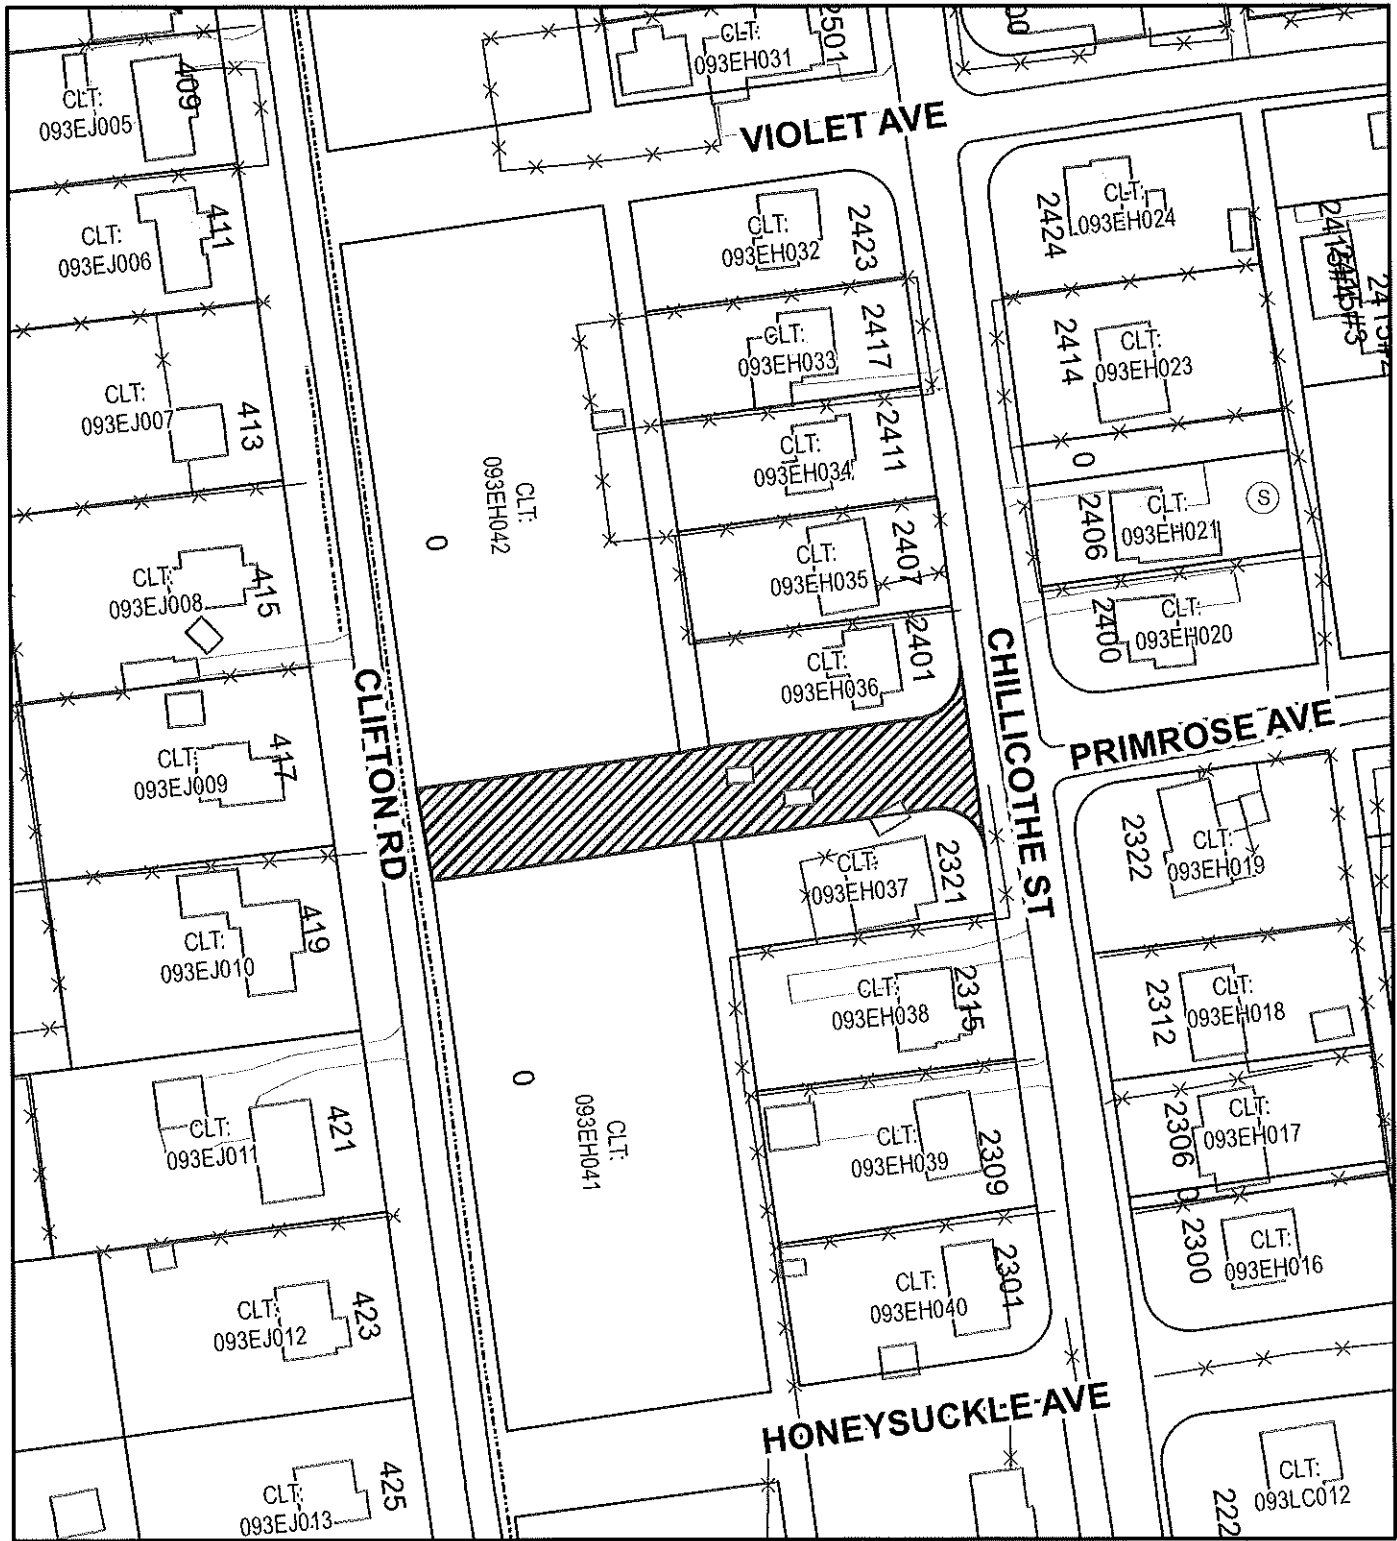 CLT:
093EH031
2501
00
409
CLT:
093EJ005
VIOLET AVE
411
CLT:
093EJ006
CLT:
093EH032
2423
2424
CLT:
093EH024
2417
CLT:
093EH033
2414
CLT:
093EH023
CLT:
093EJ007
413
CLT:
093EH034
2411
0
CLT:
093EH042
0
2406
CLT:
093EH021
S
CLT:
093EJ008
415
CLT:
093EH035
2407
2400
CLT:
093EH020
CLT:
093EH036
2401
CLIFTON RD
CHILLICOTHE ST
PRIMROSE AVE
CLT:
093EJ009
417
CLT:
093EH037
2321
2322
CLT:
093EH019
CLT:
093EJ010
419
CLT:
093EH038
2315
2312
CLT:
093EH018
0
CLT:
093EH041
CLT:
093EJ011
421
CLT:
093EH039
2309
2306
CLT:
093EH017
0
2300
CLT:
093EH016
CLT:
093EJ012
423
CLT:
093EH040
2301
HONEYSUCKLE AVE
CLT:
093EJ013
425
222
CLT:
093LC012